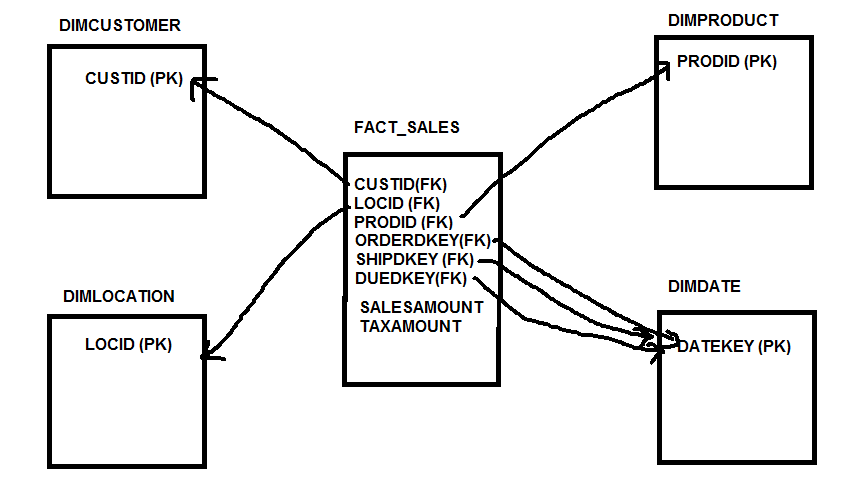 DIMCUSTOMER
CUSTID (PK)
DIMPRODUCT
PRODID (PK)
FACT_SALES
CUSTID(FK)
LOCID (FK)
PRODID (FK)
ORDERDKEY(FK)
SHIPDKEY (FK)
DUEDKEY(FK)
SALESAMOUNT
TAXAMOUNT
DIMLOCATION
LOCID (PK)
DIMDATE
DATEKEY (PK)